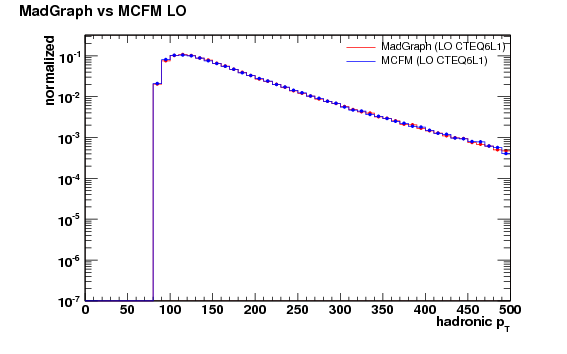 MadGraph vs MCFM LO
normalized
MadGraph (LO CTEQ6L1)
MCFM (LO CTEQ6L1)
10-1
10-2
10-3
10-4
10-5
10-6
10-7
0 50 100 150 200 250 300 350 400 450 500
hadronic pT